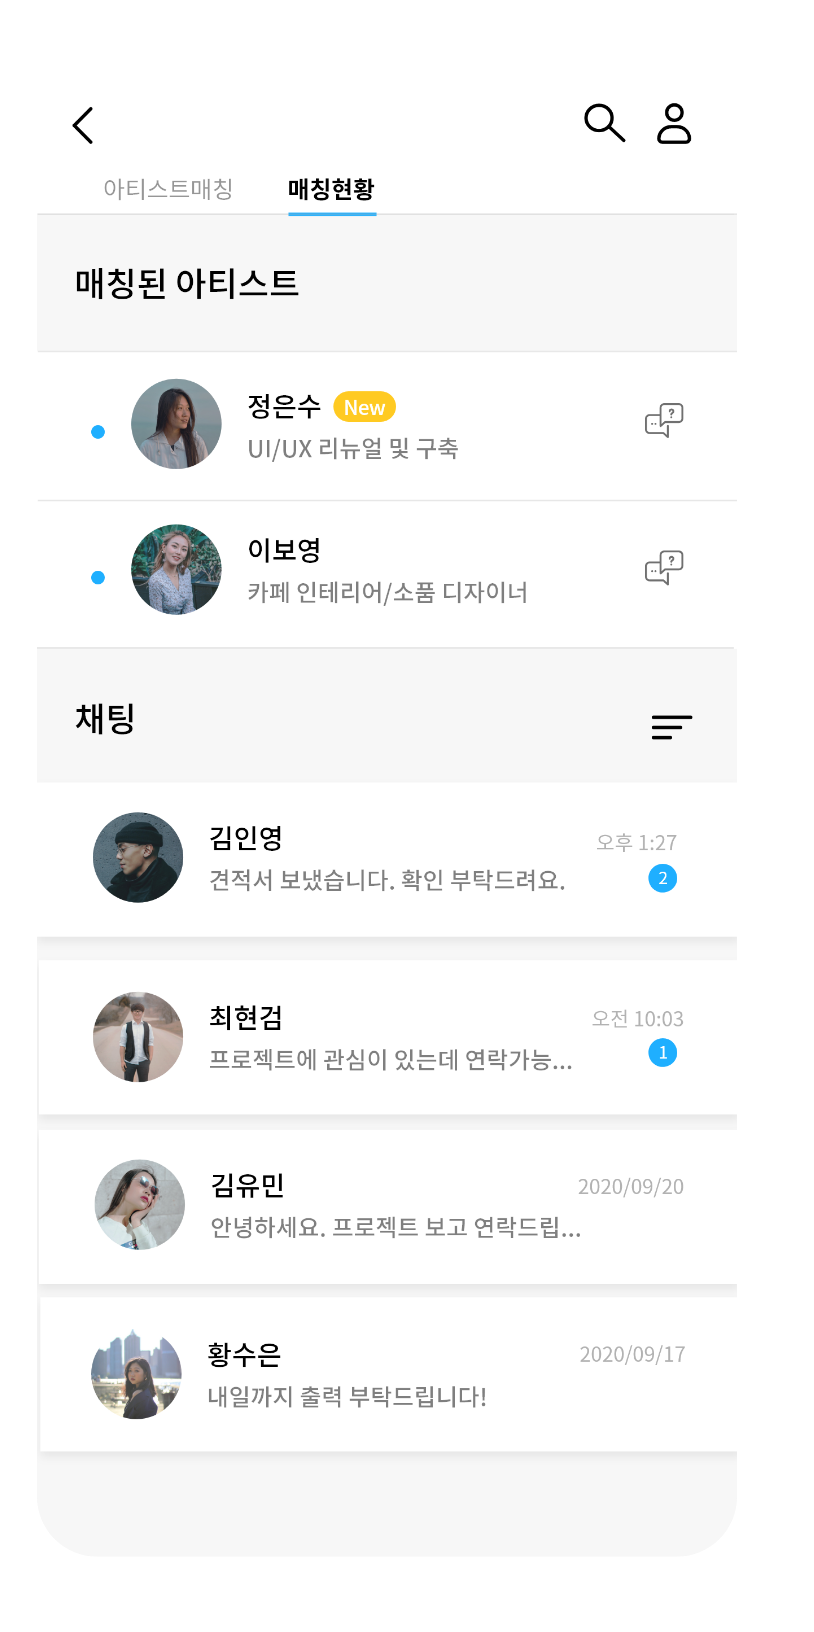 아티스트매칭 매칭현황
매칭된 아티스트
정은수 New
UI/UX 리뉴얼 및 구축
이보영
카페 인테리어/소품 디자이너
채팅
김인영
오후 1:27
견적서 보냈습니다. 확인 부탁드려요.
2
최현검
오전 10:03
프로젝트에 관심이 있는데 연락가능...
1
김유민
2020/09/20
안녕하세요. 프로젝트 보고 연락드립...
황수은
2020/09/17
내일까지 출력 부탁드립니다!